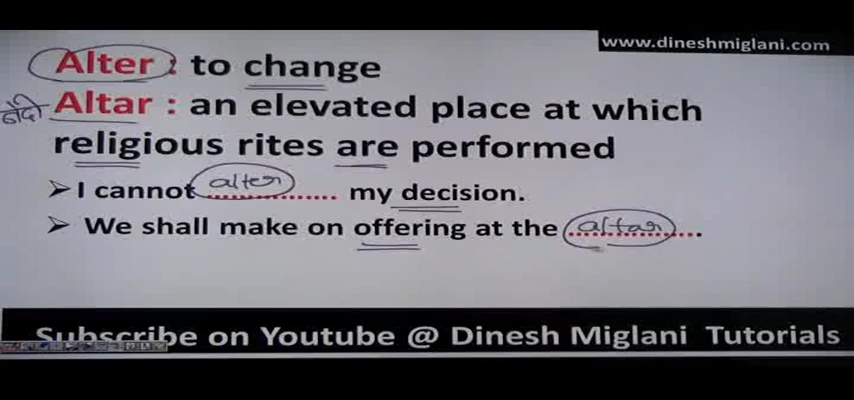 www.dineshmiglani.com
Alter : to change
वेदी Altar : an elevated place at which
religious rites are performed
➤ I cannot alter my decision.
➤ We shall make on offering at the altar.
Subscribe on Youtube @ Dinesh Miglani Tutorials